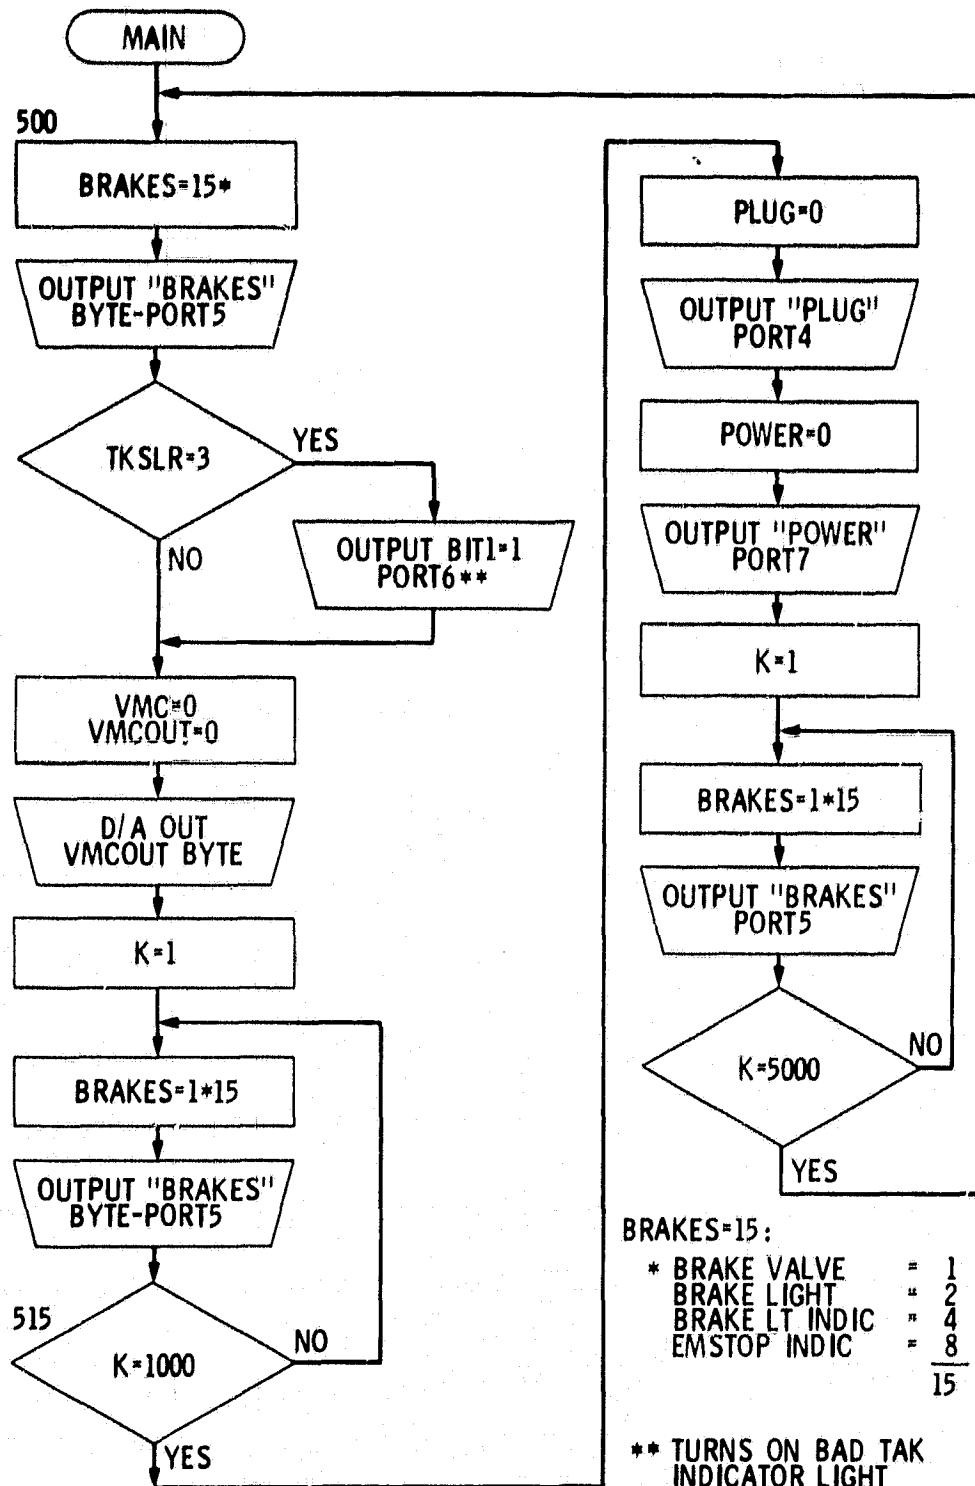 MAIN
500
BRAKES=15*
OUTPUT "BRAKES"
BYTE-PORT5
TKSLR=3
YES
NO
OUTPUT BIT1=1
PORT6**
VMC=0
VMCOUT=0
D/A OUT
VMCOUT BYTE
K=1
BRAKES=1*15
OUTPUT "BRAKES"
BYTE-PORT5
515
K=1000
NO
YES
PLUG=0
OUTPUT "PLUG"
PORT4
POWER=0
OUTPUT "POWER"
PORT7
K=1
BRAKES=1*15
OUTPUT "BRAKES"
PORT5
K=5000
NO
YES
BRAKES=15:
* BRAKE VALVE = 1
BRAKE LIGHT = 2
BRAKE LT INDIC = 4
EMSTOP INDIC = 8
15
** TURNS ON BAD TAK
INDICATOR LIGHT